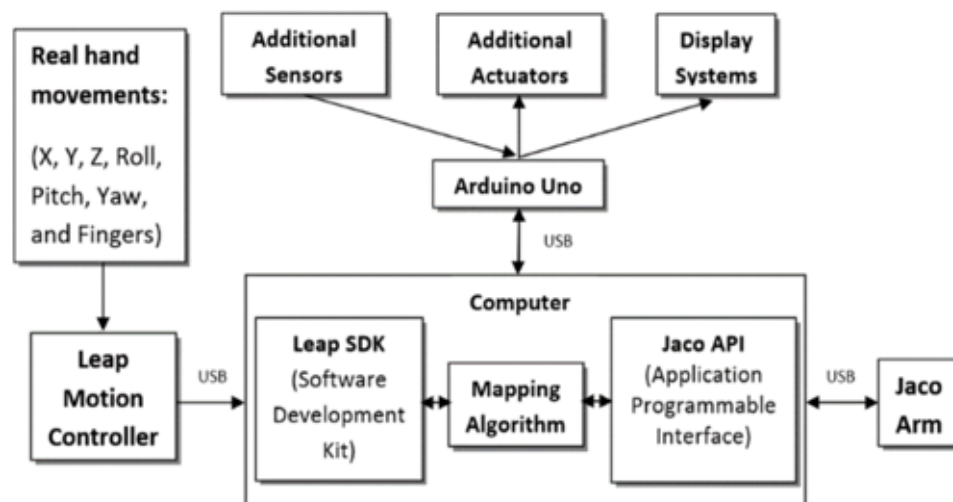 Real hand
movements:
(X, Y, Z, Roll,
Pitch, Yaw,
and Fingers)
Additional
Sensors
Additional
Actuators
Display
Systems
Arduino Uno
USB
Computer
Leap
Motion
Controller
USB
Leap SDK
(Software
Development
Kit)
Mapping
Algorithm
Jaco API
(Application
Programmable
Interface)
USB
Jaco
Arm